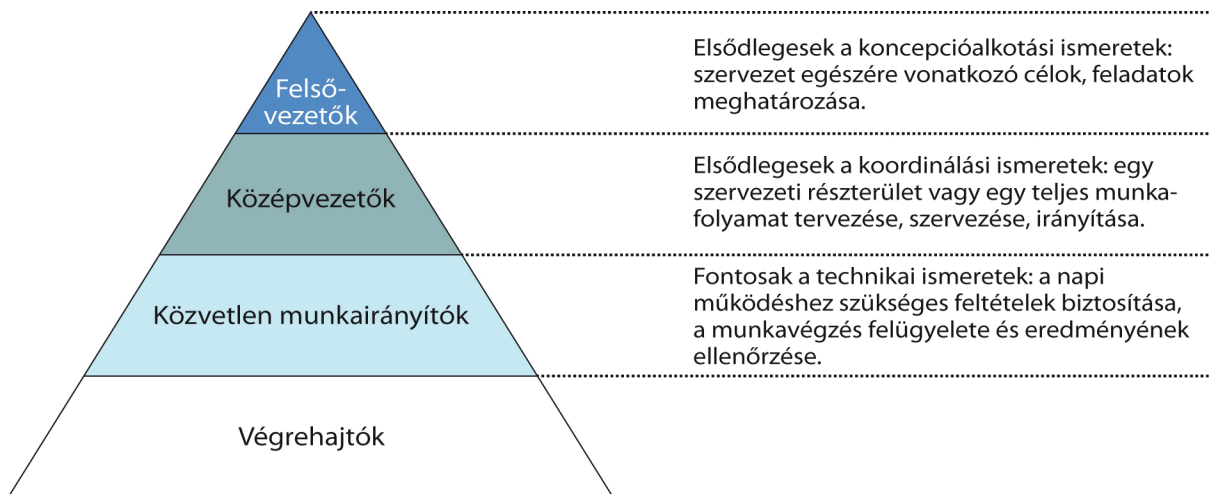 Felső-
vezetők
Elsődlegesek a koncepcióalkotási ismeretek:
szervezet egészére vonatkozó célok, feladatok
meghatározása.
Középvezetők
Elsődlegesek a koordinálási ismeretek: egy
szervezeti részterület vagy egy teljes munka-
folyamat tervezése, szervezése, irányítása.
Közvetlen munkairányítók
Fontosak a technikai ismeretek: a napi
működéshez szükséges feltételek biztosítása,
a munkavégzés felügyelete és eredményének
ellenőrzése.
Végrehajtók